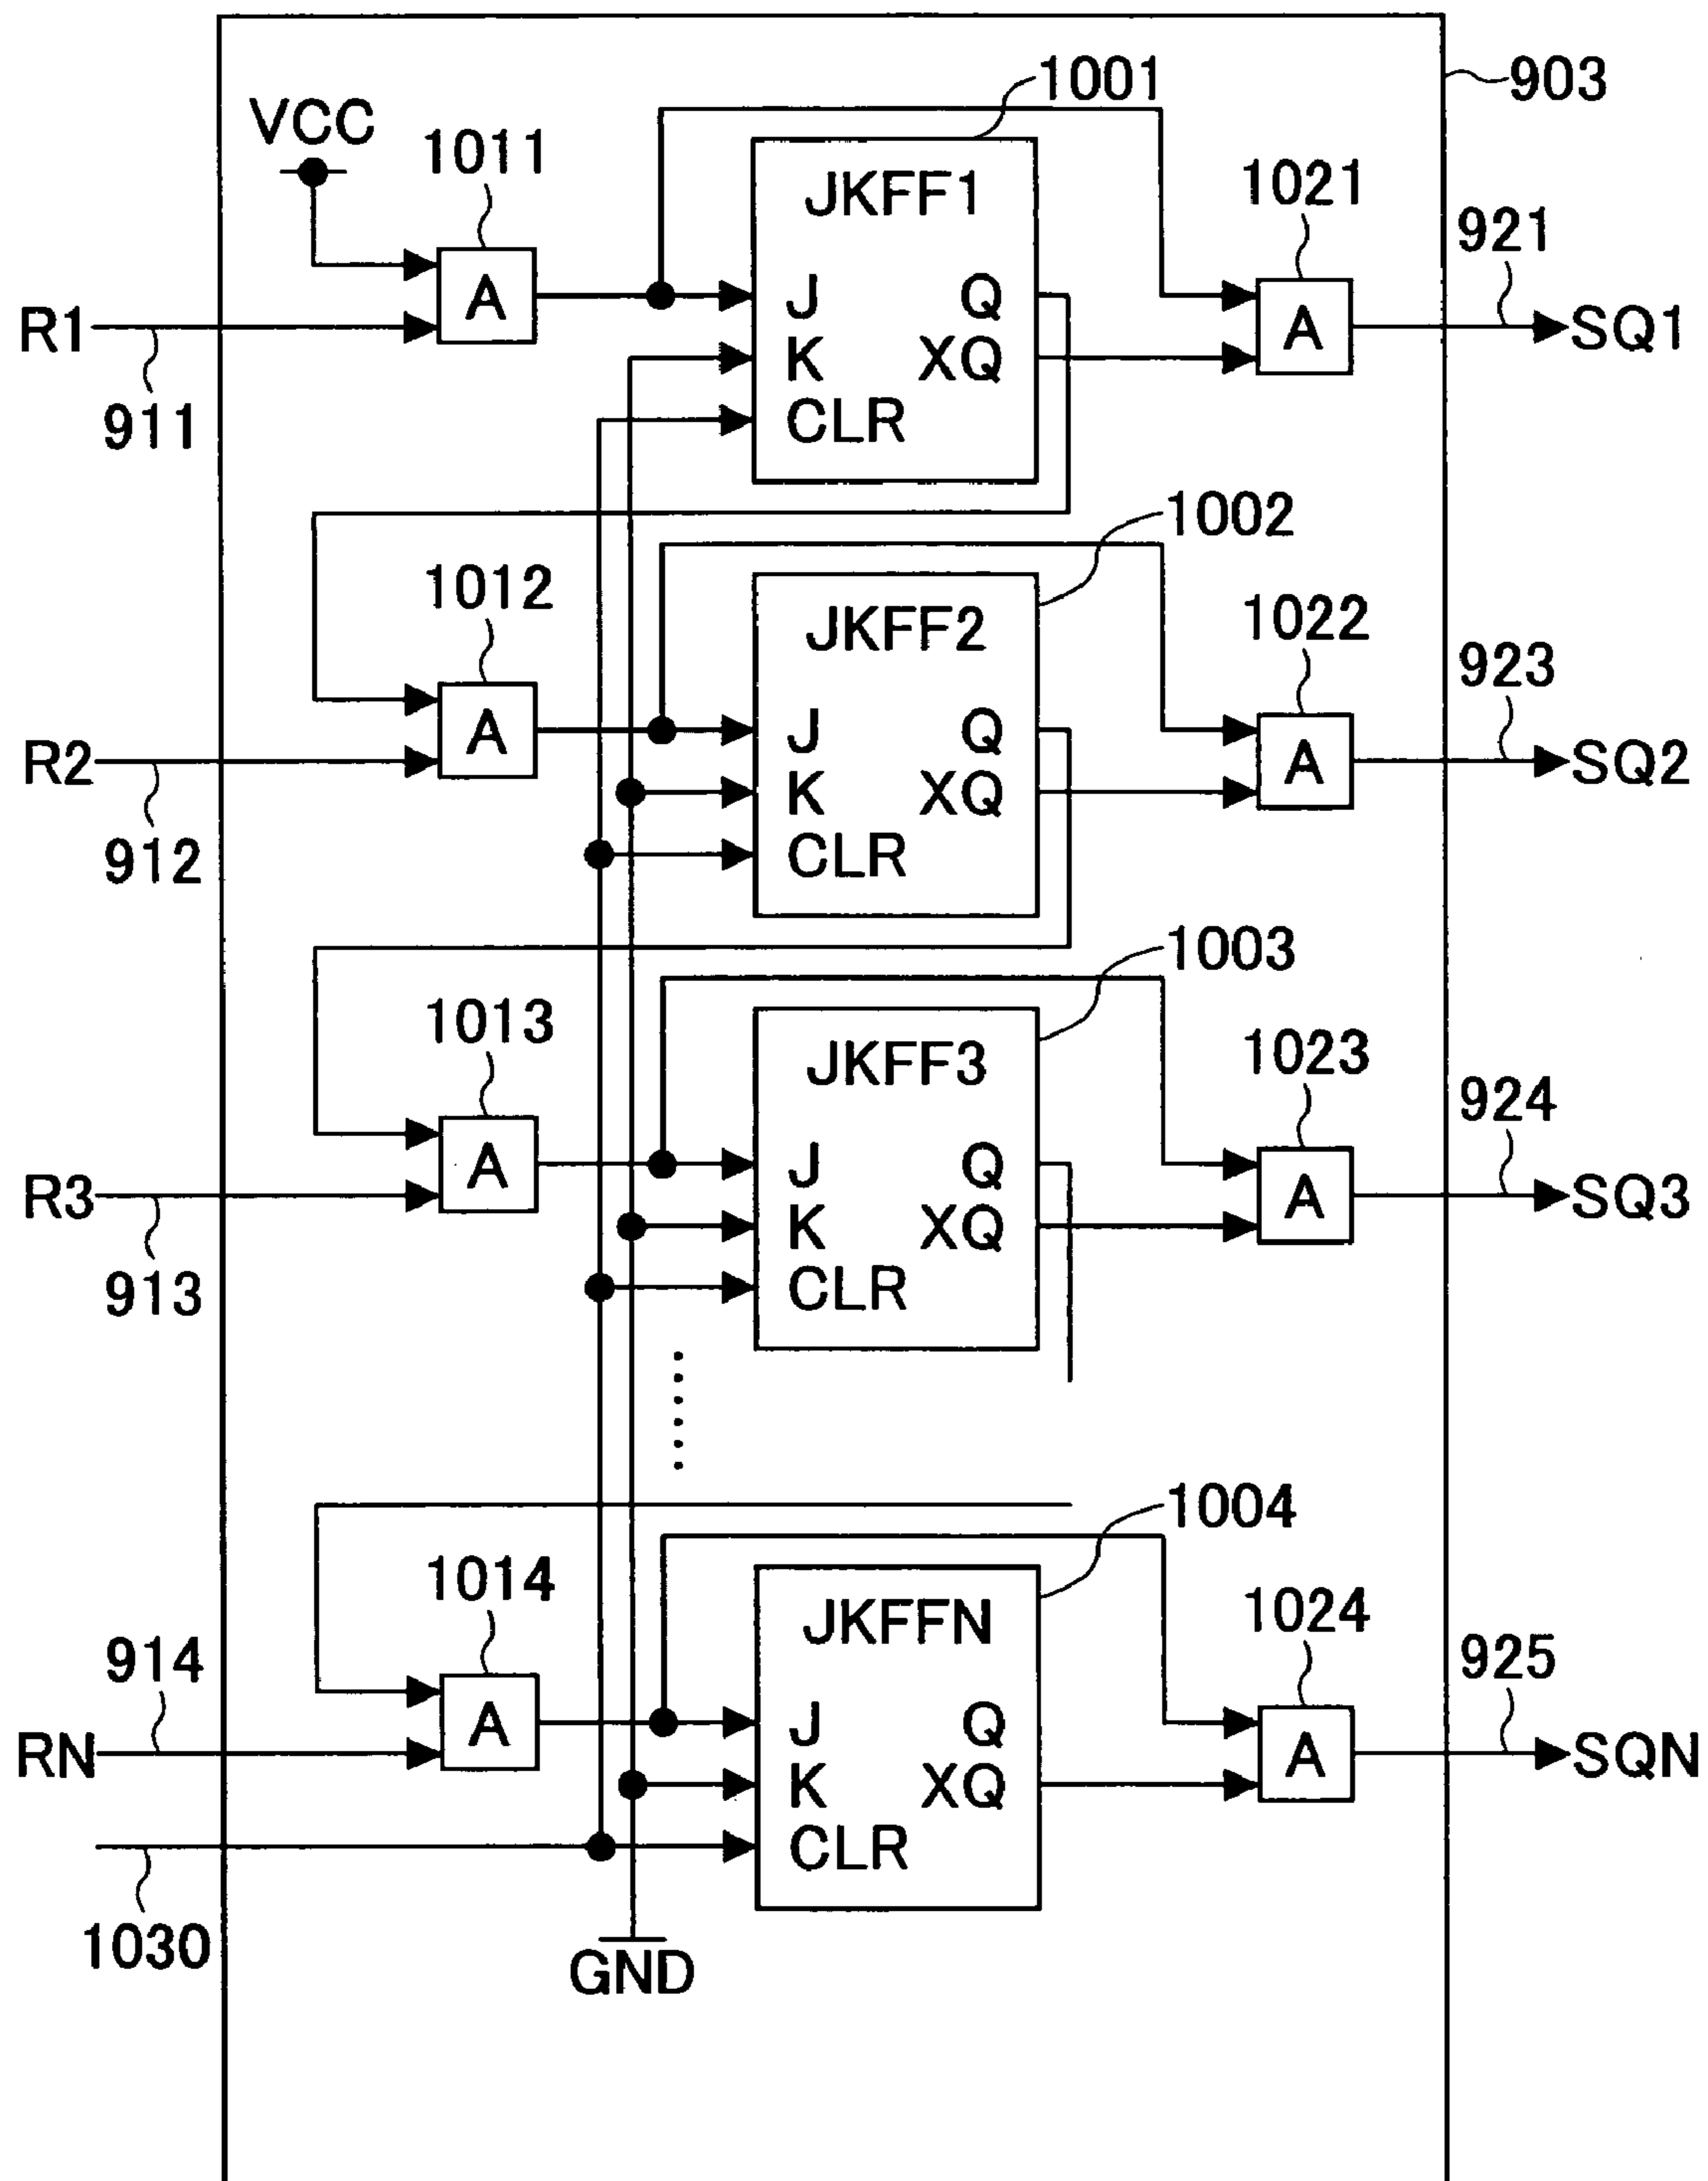 1001
903
VCC
1011
JKFF1
1021
921
A
J
Q
A
R1
SQ1
K
XQ
911
CLR
1002
1012
JKFF2
1022
923
A
J
Q
A
R2
SQ2
K
XQ
912
CLR
1003
1013
JKFF3
1023
924
A
J
Q
A
R3
SQ3
K
XQ
913
CLR
1004
1014
JKFFN
1024
914
925
A
J
Q
A
RN
SQN
K
XQ
CLR
1030
GND